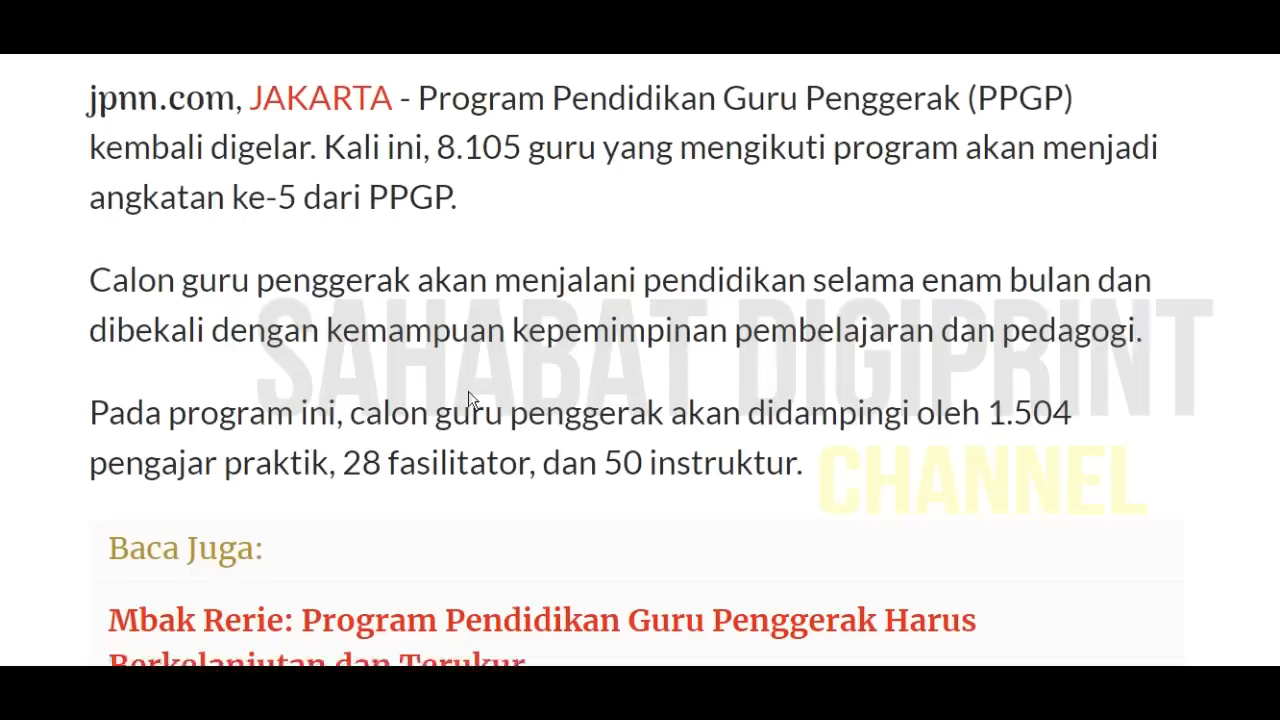 jpnn.com, JAKARTA - Program Pendidikan Guru Penggerak (PPGP)
kembali digelar. Kali ini, 8.105 guru yang mengikuti program akan menjadi
angkatan ke-5 dari PPGP.
Calon guru penggerak akan menjalani pendidikan selama enam bulan dan
dibekali dengan kemampuan kepemimpinan pembelajaran dan pedagogi.
SAHABAT DIGIPRINT
Pada program ini, calon guru penggerak akan didampingi oleh 1.504
pengajar praktik, 28 fasilitator, dan 50 instruktur.
CHANNEL
Baca Juga:
Mbak Rerie: Program Pendidikan Guru Penggerak Harus
Berkelanjutan dan Terukur